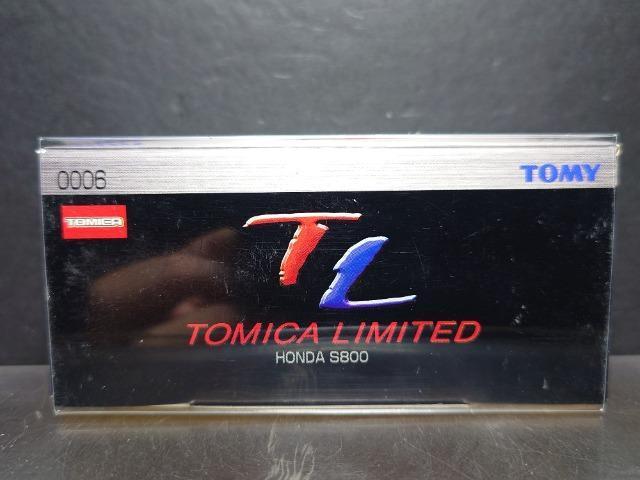 0006
TOMY
TOMICA
TL
TOMICA LIMITED
HONDA S800